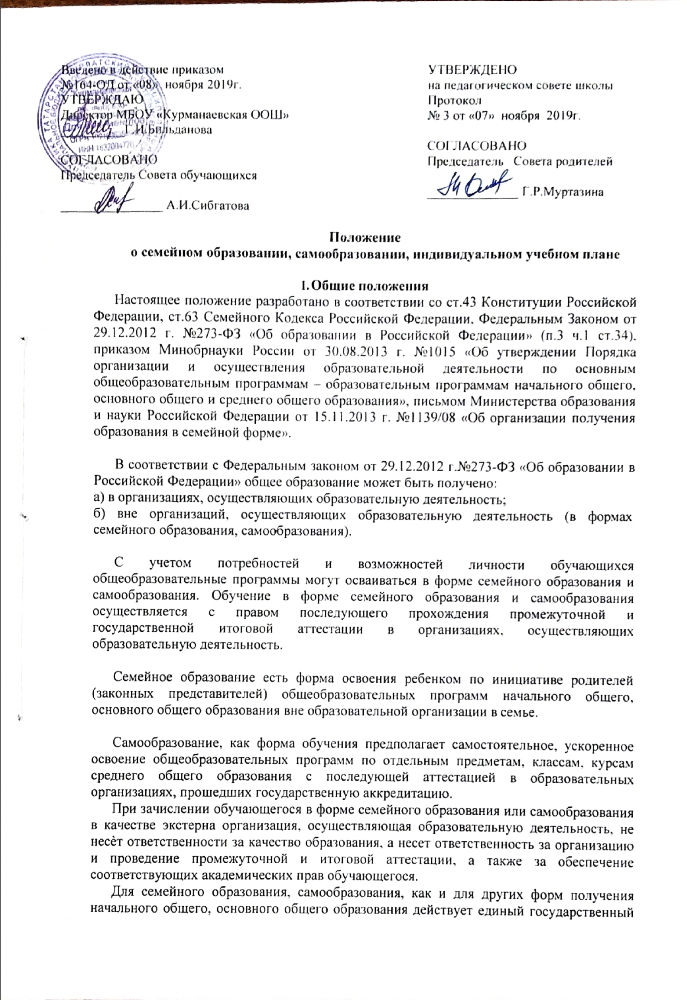 Введено в действие приказом
№164-ОД от «08» ноября 2019г.
УТВЕРЖДАЮ
Директор МБОУ «Курманаевская ООШ»
Г.И.Бильданова
СОГЛАСОВАНО
Председатель Совета обучающихся
А.И.Сибгатова
УТВЕРЖДЕНО
на педагогическом совете школы
Протокол
№ 3 от «07» ноября 2019г.
СОГЛАСОВАНО
Председатель Совета родителей
Г.Р.Муртазина
ИНН 1632004770
Положение
о семейном образовании, самообразовании, индивидуальном учебном плане
1. Общие положения
Настоящее положение разработано в соответствии со ст.43 Конституции Российской
Федерации, ст.63 Семейного Кодекса Российской Федерации. Федеральным Законом от
29.12.2012 г. №273-ФЗ «Об образовании в Российской Федерации» (п.3 ч.1 ст.34).
приказом Минобрнауки России от 30.08.2013 г. №1015 «Об утверждении Порядка
организации и осуществления образовательной деятельности по основным
общеобразовательным программам – образовательным программам начального общего,
основного общего и среднего общего образования», письмом Министерства образования
и науки Российской Федерации от 15.11.2013 г. №1139/08 «Об организации получения
образования в семейной форме».
В соответствии с Федеральным законом от 29.12.2012 г.№273-ФЗ «Об образовании в
Российской Федерации» общее образование может быть получено:
а) в организациях, осуществляющих образовательную деятельность;
б) вне организаций, осуществляющих образовательную деятельность (в формах
семейного образования, самообразования).
С учетом потребностей и возможностей личности обучающихся
общеобразовательные программы могут осваиваться в форме семейного образования и
самообразования. Обучение в форме семейного образования и самообразования
осуществляется с правом последующего прохождения промежуточной и
государственной итоговой аттестации в организациях, осуществляющих
образовательную деятельность.
Семейное образование есть форма освоения ребенком по инициативе родителей
(законных представителей) общеобразовательных программ начального общего,
основного общего образования вне образовательной организации в семье.
Самообразование, как форма обучения предполагает самостоятельное, ускоренное
освоение общеобразовательных программ по отдельным предметам, классам, курсам
среднего общего образования с последующей аттестацией в образовательных
организациях, прошедших государственную аккредитацию.
При зачислении обучающегося в форме семейного образования или самообразования
в качестве экстерна организация, осуществляющая образовательную деятельность, не
несѐт ответственности за качество образования, а несет ответственность за организацию
и проведение промежуточной и итоговой аттестации, а также за обеспечение
соответствующих академических прав обучающегося.
Для семейного образования, самообразования, как и для других форм получения
начального общего, основного общего образования действует единый государственный